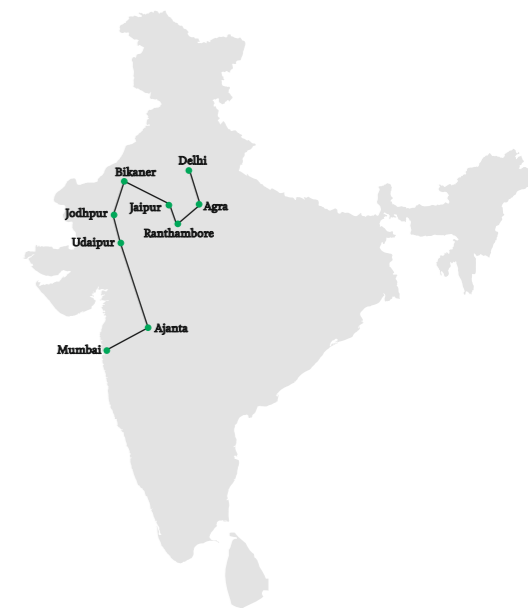 Delhi
Bikaner
Jaipur
Agra
Jodhpur
Ranthambore
Udaipur
Ajanta
Mumbai